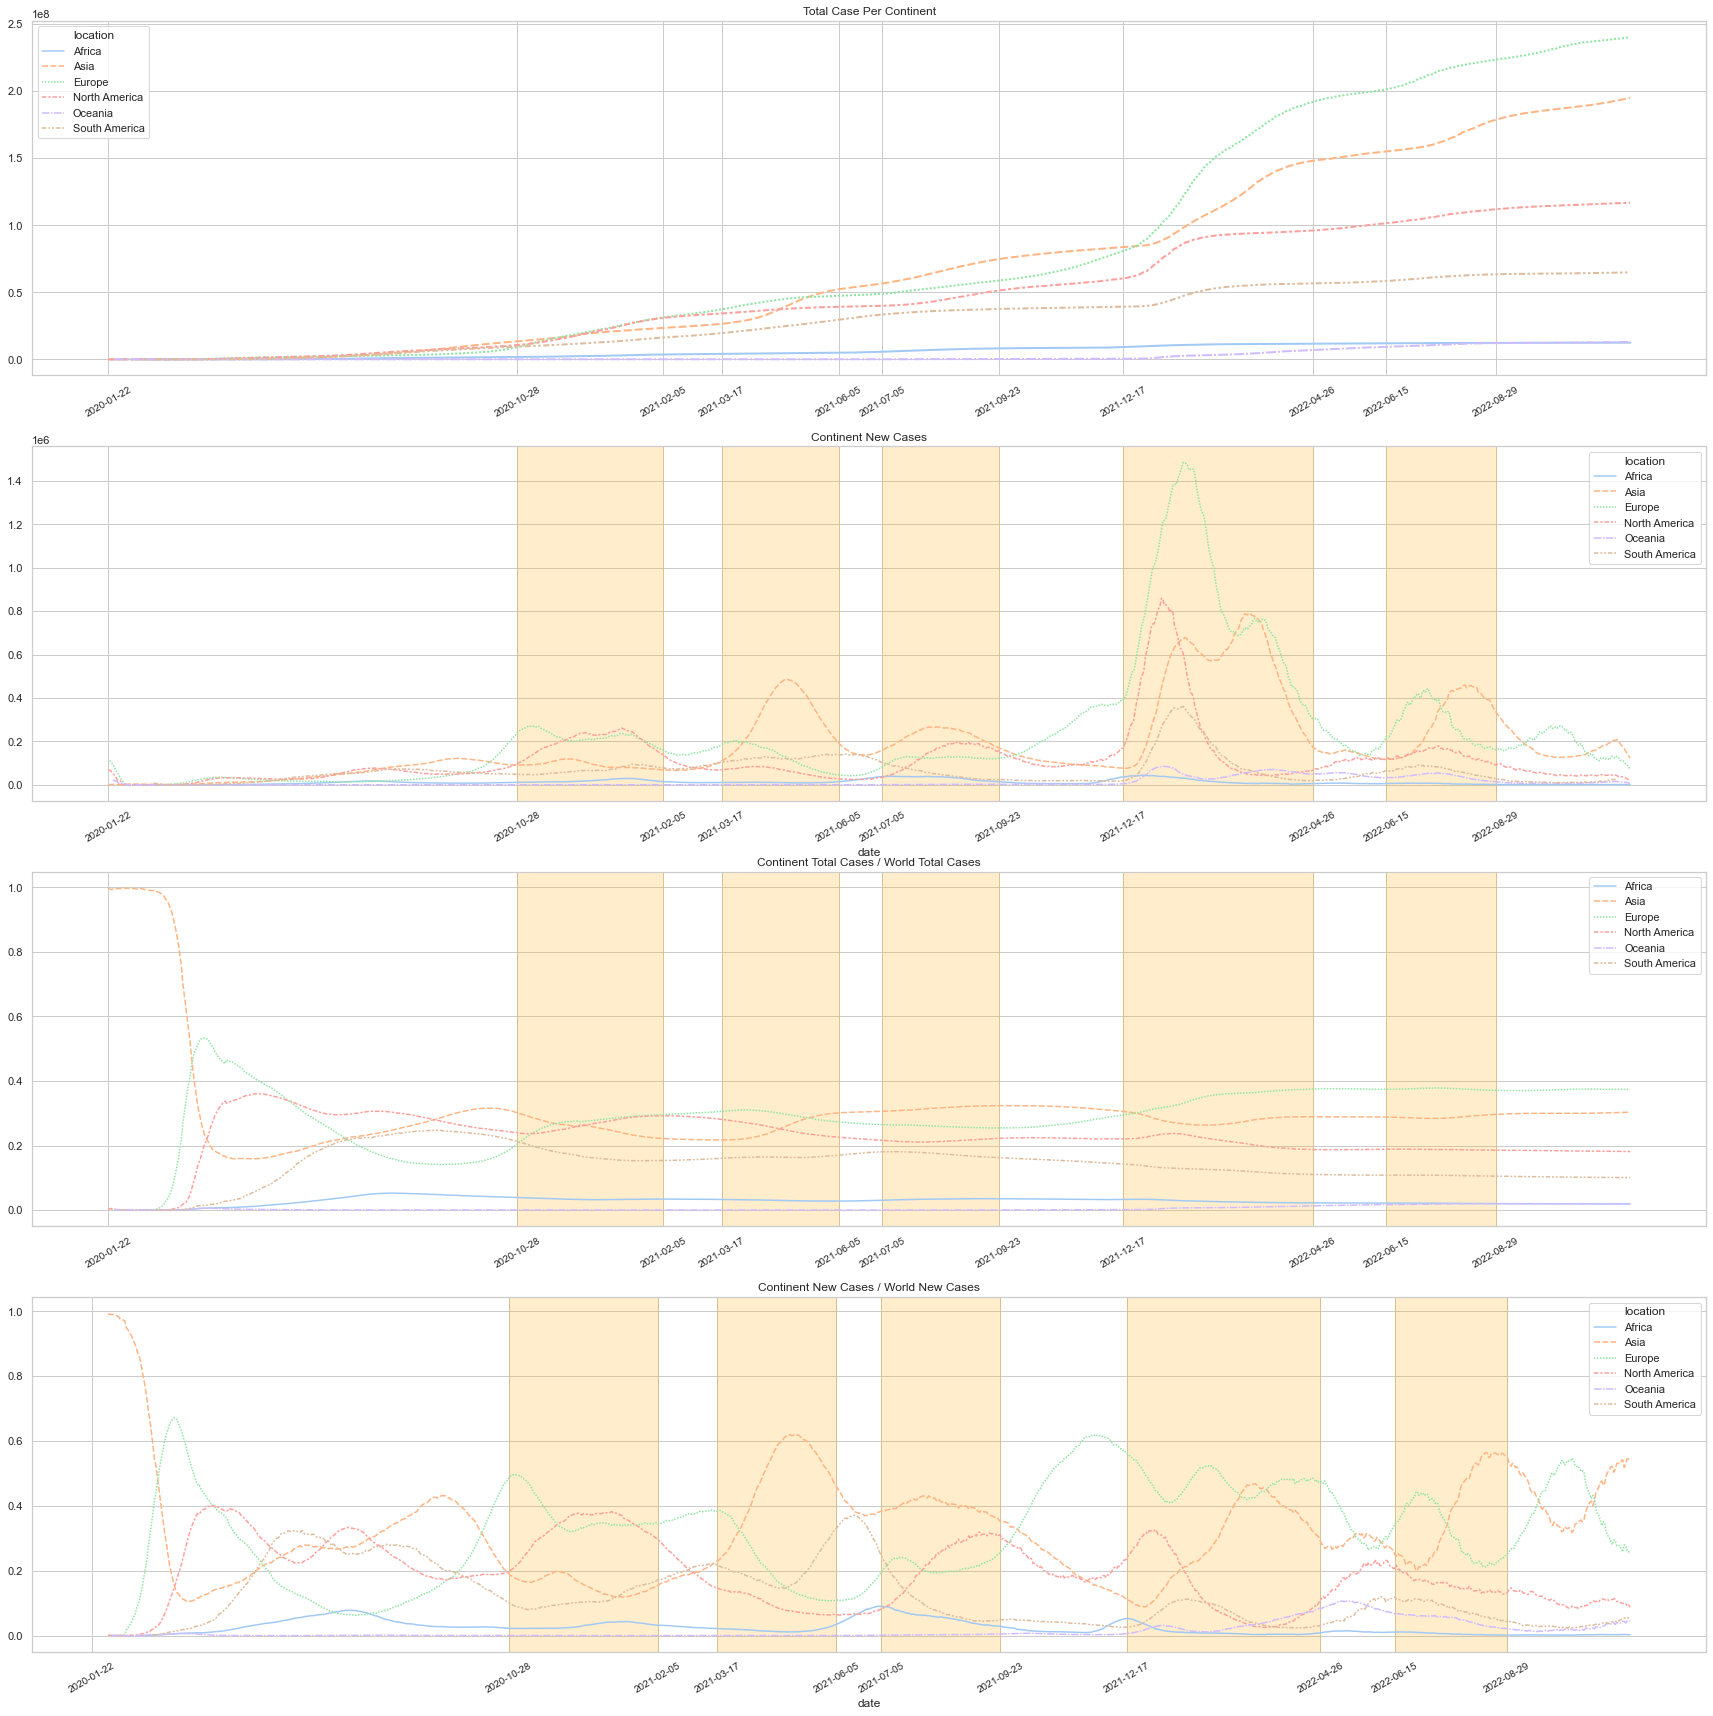 Total Case Per Continent
1e8
2.5
2.0
1.5
1.0
0.5
0.0
location
Africa
Asia
Europe
North America
Oceania
South America
2020-01-22
2020-10-28
2021-02-05
2021-03-17
2021-06-05
2021-07-05
2021-09-23
2021-12-17
2022-04-26
2022-06-15
2022-08-29
Continent New Cases
1e6
1.4
1.2
1.0
0.8
0.6
0.4
0.2
0.0
location
Africa
Asia
Europe
North America
Oceania
South America
2020-01-22
2020-10-28
2021-02-05
2021-03-17
2021-06-05
2021-07-05
2021-09-23
2021-12-17
2022-04-26
2022-06-15
2022-08-29
date
Continent Total Cases / World Total Cases
1.0
0.8
0.6
0.4
0.2
0.0
Africa
Asia
Europe
North America
Oceania
South America
2020-01-22
2020-10-28
2021-02-05
2021-03-17
2021-06-05
2021-07-05
2021-09-23
2021-12-17
2022-04-26
2022-06-15
2022-08-29
Continent New Cases / World New Cases
1.0
0.8
0.6
0.4
0.2
0.0
location
Africa
Asia
Europe
North America
Oceania
South America
2020-01-22
2020-10-28
2021-02-05
2021-03-17
2021-06-05
2021-07-05
2021-09-23
2021-12-17
2022-04-26
2022-06-15
2022-08-29
date